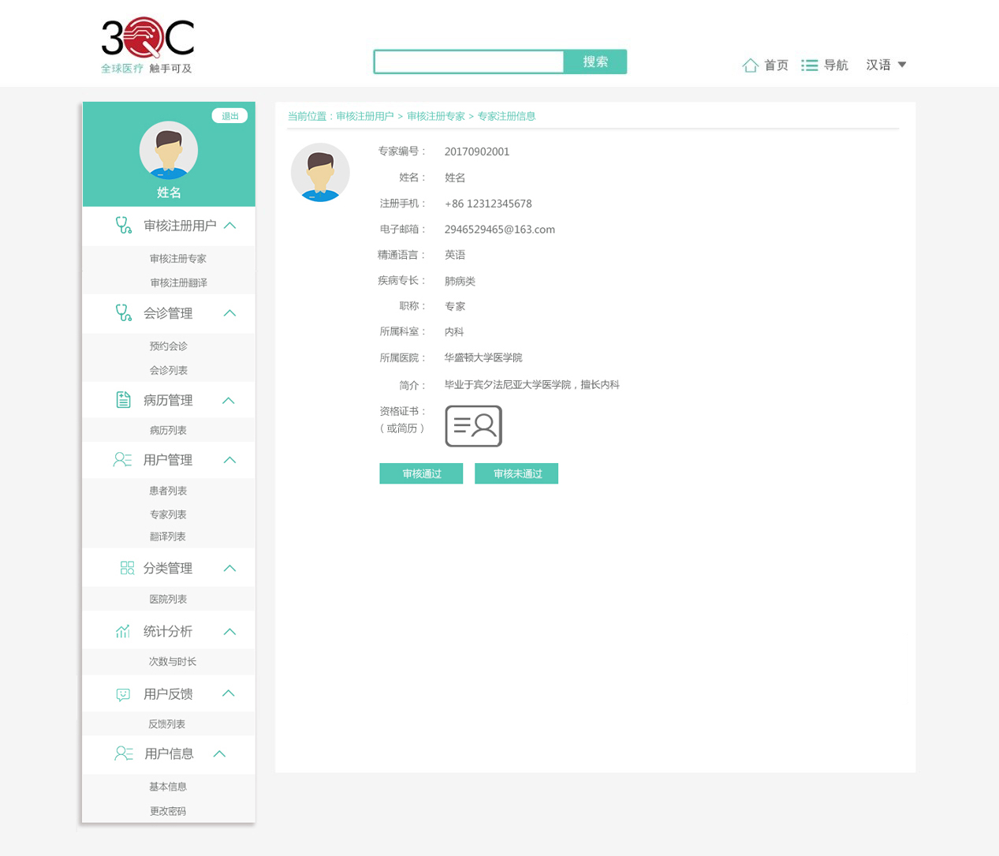 3QC
全球医疗 触手可及
搜索
首页
导航
汉语
退出
姓名
审核注册用户
审核注册专家
审核注册翻译
会诊管理
预约会诊
会诊列表
病历管理
病历列表
用户管理
患者列表
专家列表
翻译列表
分类管理
医院列表
统计分析
次数与时长
用户反馈
反馈列表
用户信息
基本信息
更改密码
当前位置：审核注册用户 > 审核注册专家 > 专家注册信息
专家编号： 20170902001
姓名： 姓名
注册手机： +86 12312345678
电子邮箱： 2946529465@163.com
精通语言： 英语
疾病专长： 肺病类
职称： 专家
所属科室： 内科
所属医院： 华盛顿大学医学院
简介： 毕业于宾夕法尼亚大学医学院，擅长内科
资格证书：
（或简历）
审核通过
审核未通过